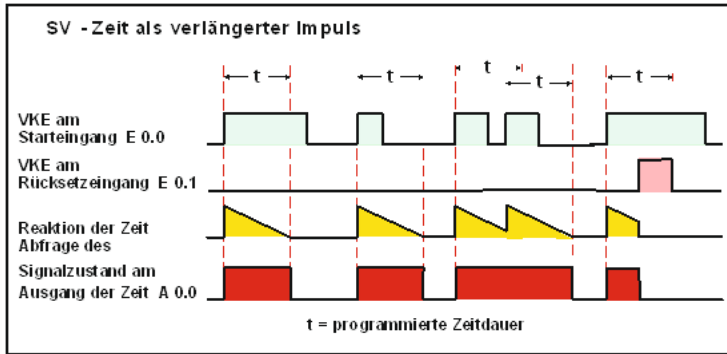 SV - Zeit als verlängerter Impuls
t
t
t
t
t
VKE am
Starteingang E 0.0
VKE am
Rücksetzeingang E 0.1
Reaktion der Zeit
Abfrage des
Signalzustand am
Ausgang der Zeit A 0.0
t = programmierte Zeitdauer